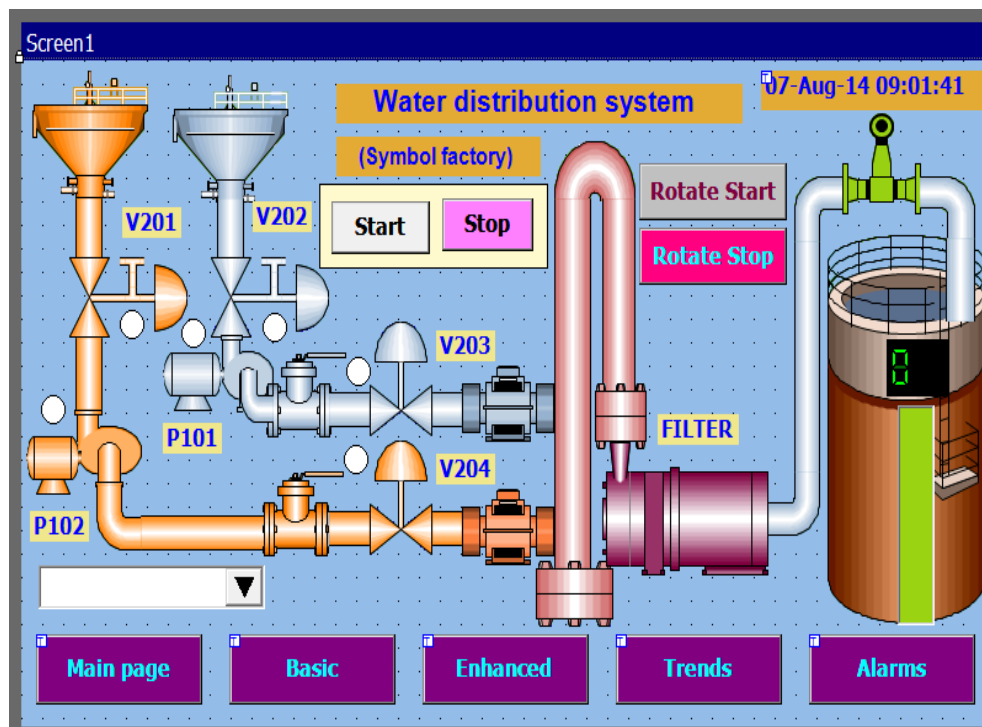 Screen1
07-Aug-14 09:01:41
Water distribution system
(Symbol factory)
Start
Stop
Rotate Start
Rotate Stop
V201
V202
V203
0
P101
FILTER
V204
P102
Main page
Basic
Enhanced
Trends
Alarms